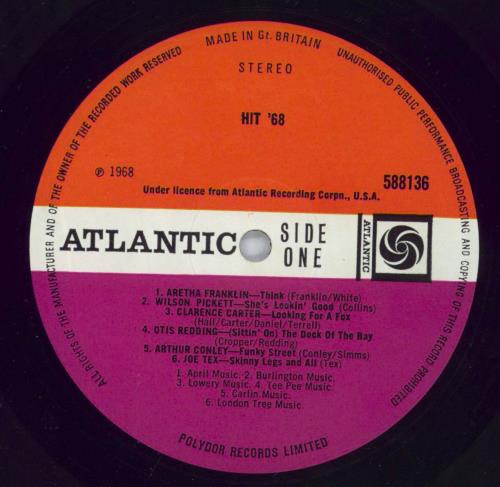 MADE IN Gt. BRITAIN
UNAUTHORISED PUBLIC PERFORMANCE BROADCASTING AND COPYING OF THIS RECORD PROHIBITED
ALL RIGHTS OF THE MANUFACTURER AND OF THE OWNER OF THE RECORDED WORK RESERVED
STEREO
HIT '68
℗ 1968
588136
Under licence from Atlantic Recording Corpn., U.S.A.
ATLANTIC
SIDE
ONE
ATLANTIC
1. ARETHA FRANKLIN—Think (Franklin/White)
2. WILSON PICKETT—She's Lookin' Good (Collins)
3. CLARENCE CARTER—Looking For A Fox
(Hall/Carter/Daniel/Terrell)
4. OTIS REDDING—(Sittin' On) The Dock Of The Bay
(Cropper/Redding)
5. ARTHUR CONLEY—Funky Street (Conley/Simms)
6. JOE TEX—Skinny Legs and All (Tex)
1. April Music. 2. Burlington Music.
3. Lowery Music. 4. Tee Pee Music.
5. Carlin Music.
6. London Tree Music.
POLYDOR RECORDS LIMITED